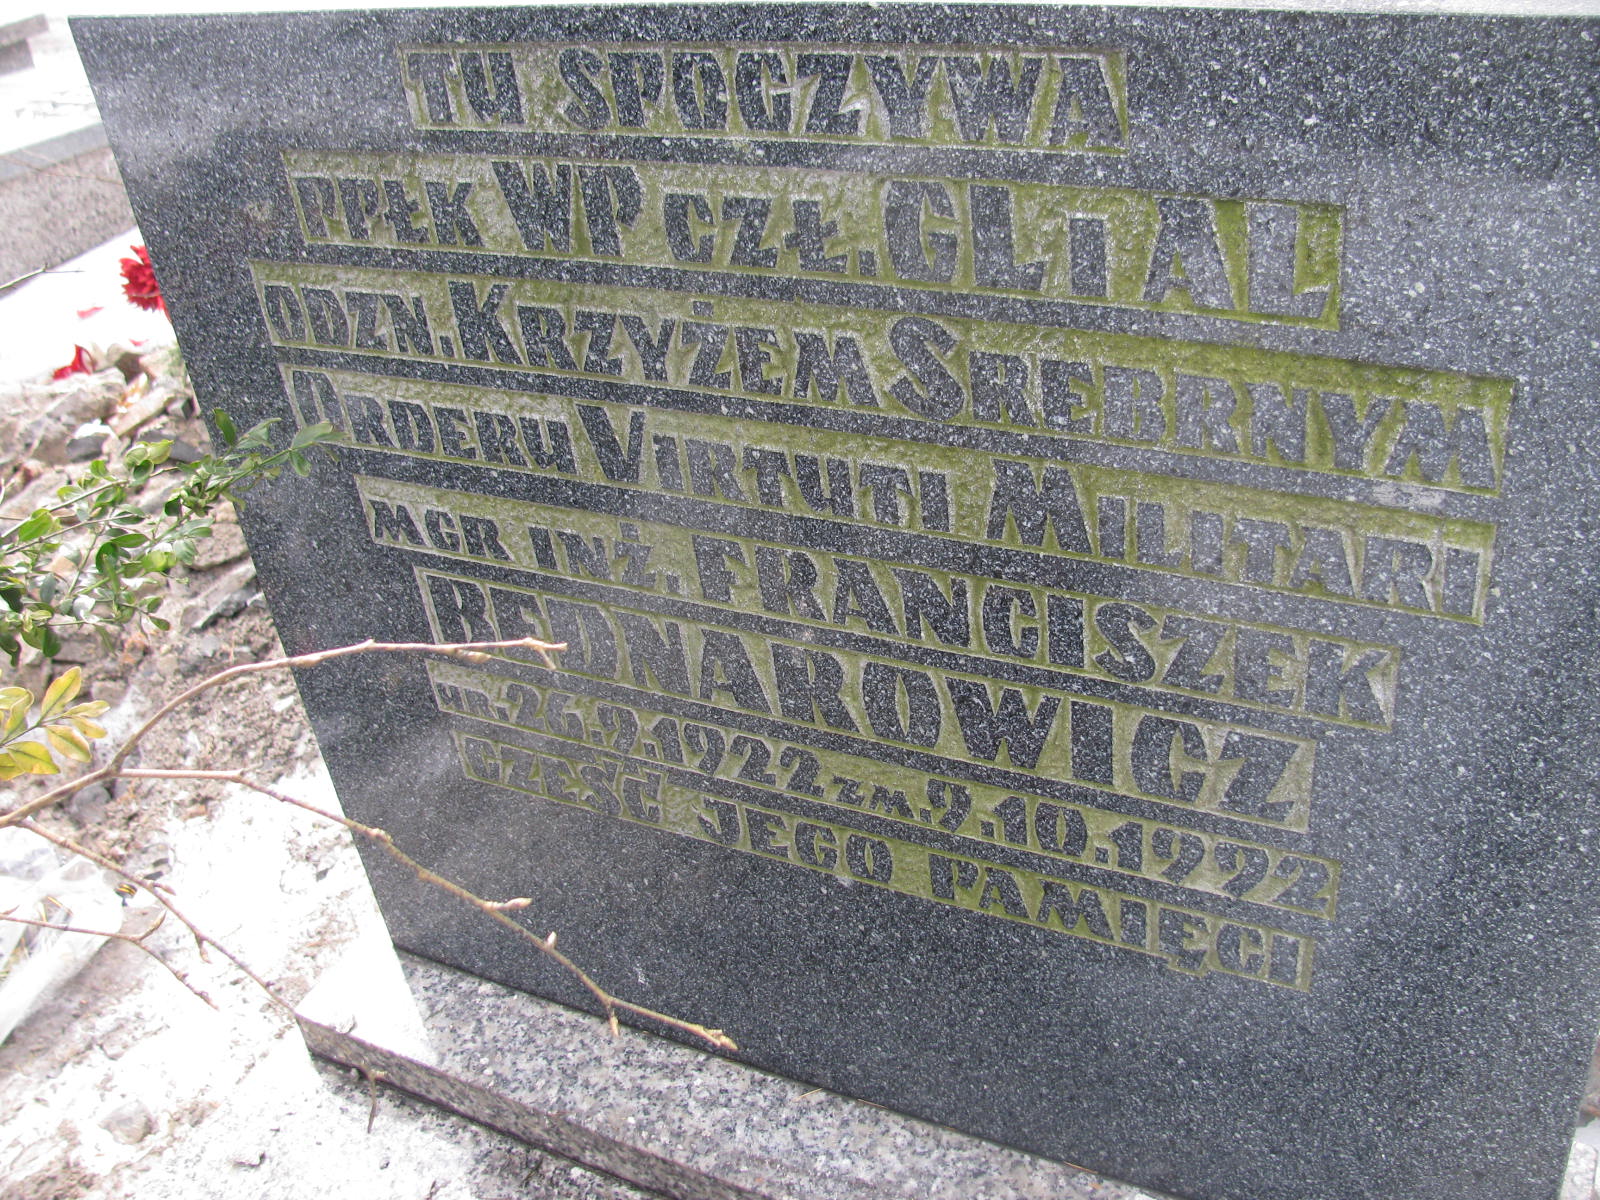 TU SPOCZYWA
PPŁK WP CZŁ. GL I AL
ODZN. KRZYŻEM SREBRNYM
ORDERU VIRTUTI MILITARI
MGR INŻ. FRANCISZEK
BEDNAROWICZ
UR. 26.9.1922 ZM. 9.10.1992
CZEŚĆ JEGO PAMIĘCI